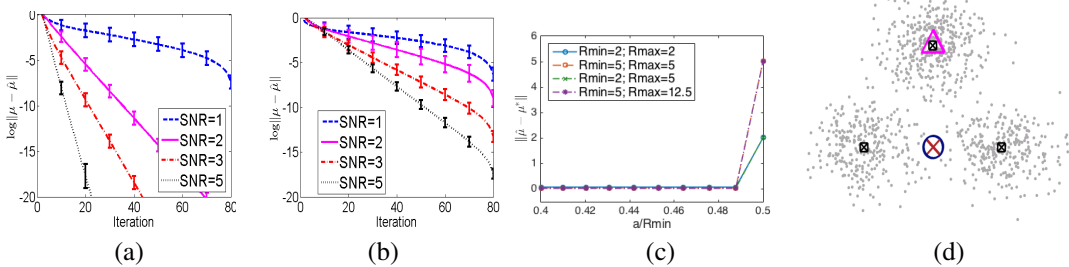 log||μ − μ̂||
0
-5
-10
-15
-20
0 20 40 60 80
Iteration
SNR=1
SNR=2
SNR=3
SNR=5
(a)
log||μ − μ̂||
0
-5
-10
-15
-20
0 20 40 60 80
Iteration
SNR=1
SNR=2
SNR=3
SNR=5
(b)
||μ̂ − μ*||
6
5
4
3
2
1
0
0.4 0.42 0.44 0.46 0.48 0.5
a/Rmin
Rmin=2; Rmax=2
Rmin=5; Rmax=5
Rmin=2; Rmax=5
Rmin=5; Rmax=12.5
(c)
(d)